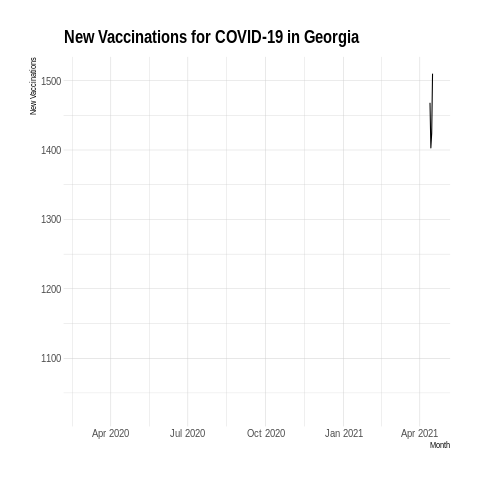 New Vaccinations for COVID-19 in Georgia
New Vaccinations
1500
1400
1300
1200
1100
Apr 2020 Jul 2020 Oct 2020 Jan 2021 Apr 2021
Month